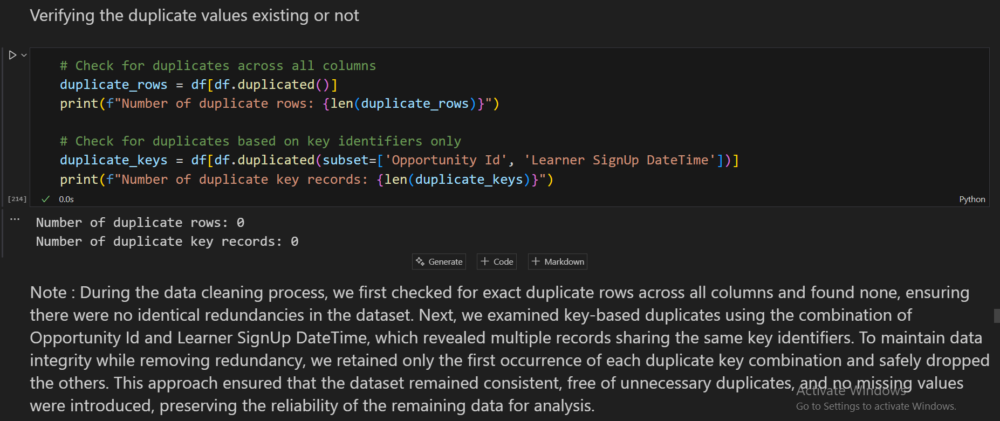 Verifying the duplicate values existing or not
# Check for duplicates across all columns
duplicate_rows = df[df.duplicated()]
print(f"Number of duplicate rows: {len(duplicate_rows)}")
# Check for duplicates based on key identifiers only
duplicate_keys = df[df.duplicated(subset=['Opportunity Id', 'Learner SignUp DateTime'])]
print(f"Number of duplicate key records: {len(duplicate_keys)}")
[214] 0.0s Python
Number of duplicate rows: 0
Number of duplicate key records: 0
Generate Code Markdown
Note : During the data cleaning process, we first checked for exact duplicate rows across all columns and found none, ensuring
there were no identical redundancies in the dataset. Next, we examined key-based duplicates using the combination of
Opportunity Id and Learner SignUp DateTime, which revealed multiple records sharing the same key identifiers. To maintain data
integrity while removing redundancy, we retained only the first occurrence of each duplicate key combination and safely dropped
the others. This approach ensured that the dataset remained consistent, free of unnecessary duplicates, and no missing values
were introduced, preserving the reliability of the remaining data for analysis.
Activate Windows
Go to Settings to activate Windows.